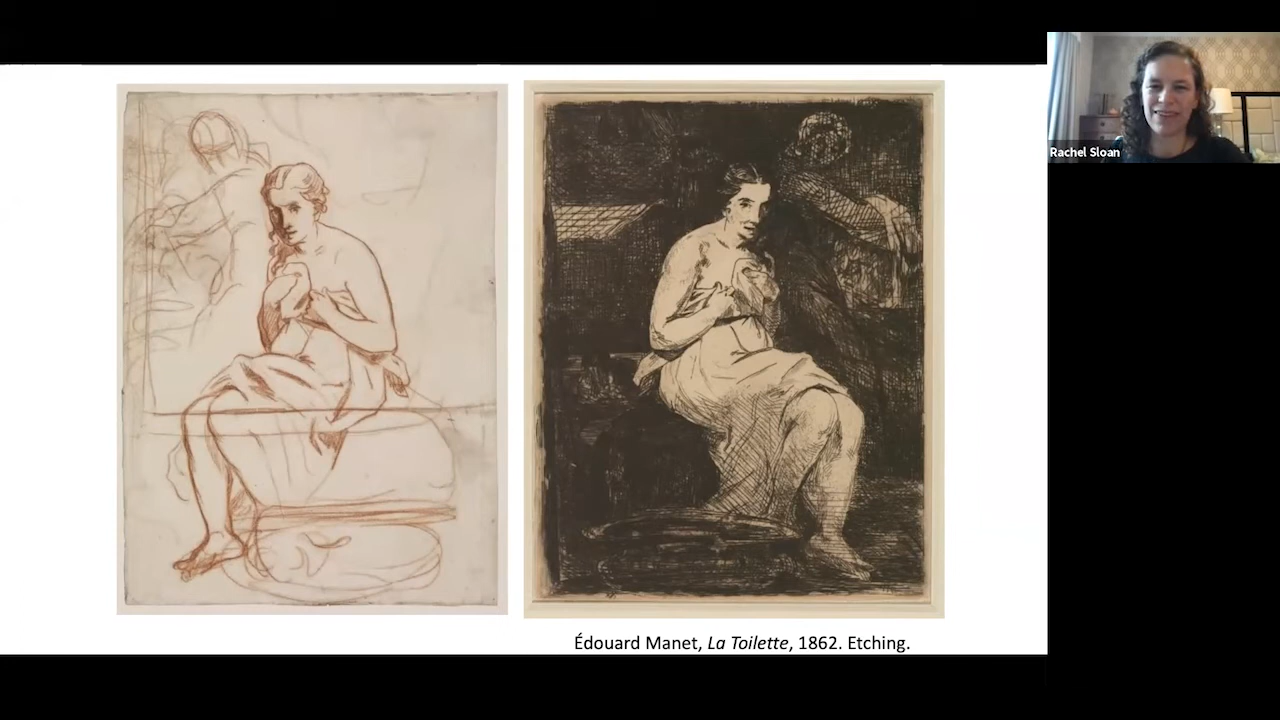 Rachel Sloan
Édouard Manet, La Toilette, 1862. Etching.